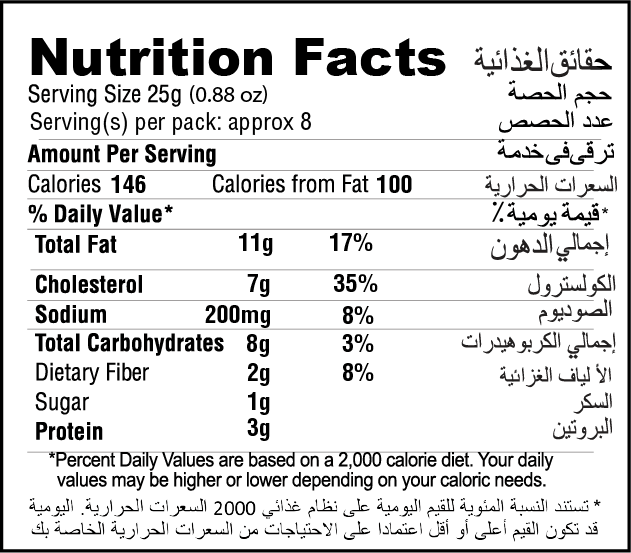 Nutrition Facts حقائق الغذائية
Serving Size 25g (0.88 oz) حجم الحصة
Serving(s) per pack: approx 8 عدد الحصص
Amount Per Serving ترقى فى خدمة
Calories 146 Calories from Fat 100 السعرات الحرارية
% Daily Value* *قيمة يومية٪
Total Fat 11g 17% إجمالي الدهون
Cholesterol 7g 35% الكولسترول
Sodium 200mg 8% الصوديوم
Total Carbohydrates 8g 3% إجمالي الكربوهيدرات
Dietary Fiber 2g 8% الألياف الغزائية
Sugar 1g السكر
Protein 3g البروتين
*Percent Daily Values are based on a 2,000 calorie diet. Your daily
values may be higher or lower depending on your caloric needs.
* تستند النسبة المئوية للقيم اليومية على نظام غذائي 2000 السعرات الحرارية. اليومية
قد تكون القيم أعلى أو أقل اعتمادا على الاحتياجات من السعرات الحرارية الخاصة بك